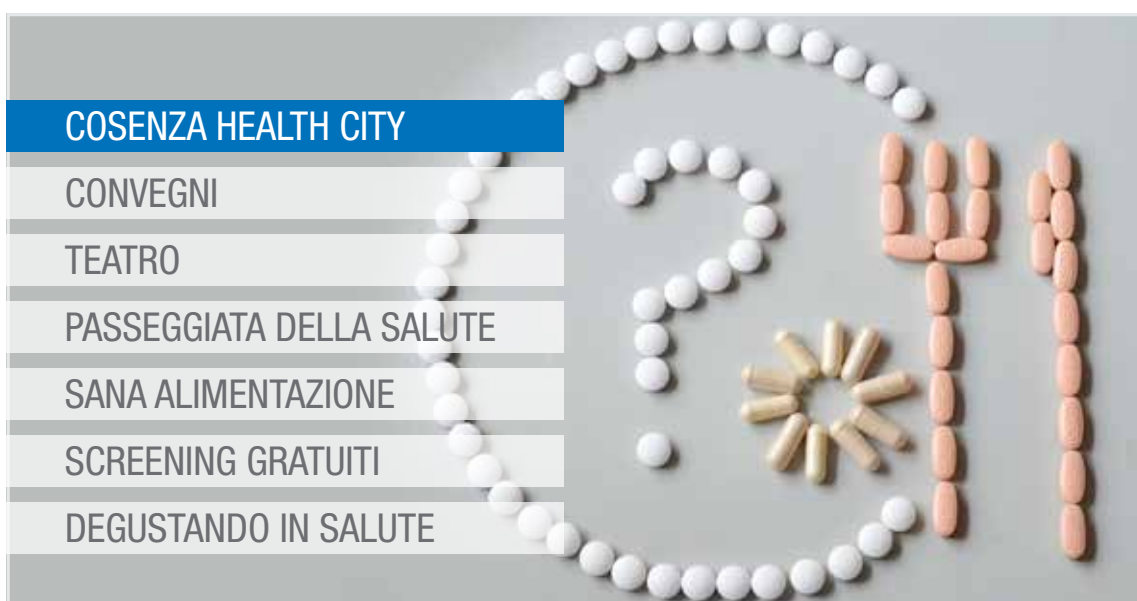 COSENZA HEALTH CITY
CONVEGNI
TEATRO
PASSEGGIATA DELLA SALUTE
SANA ALIMENTAZIONE
SCREENING GRATUITI
DEGUSTANDO IN SALUTE